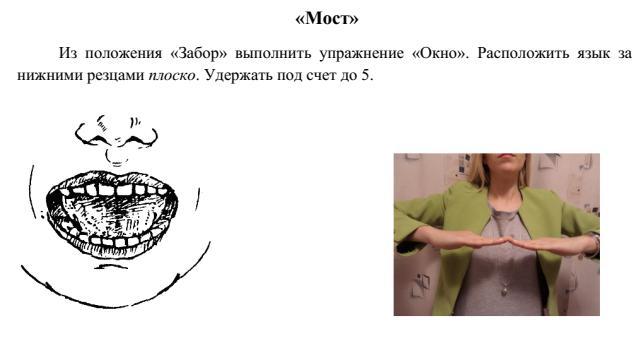 «Мост»
Из положения «Забор» выполнить упражнение «Окно». Расположить язык за
нижними резцами плоско. Удержать под счет до 5.